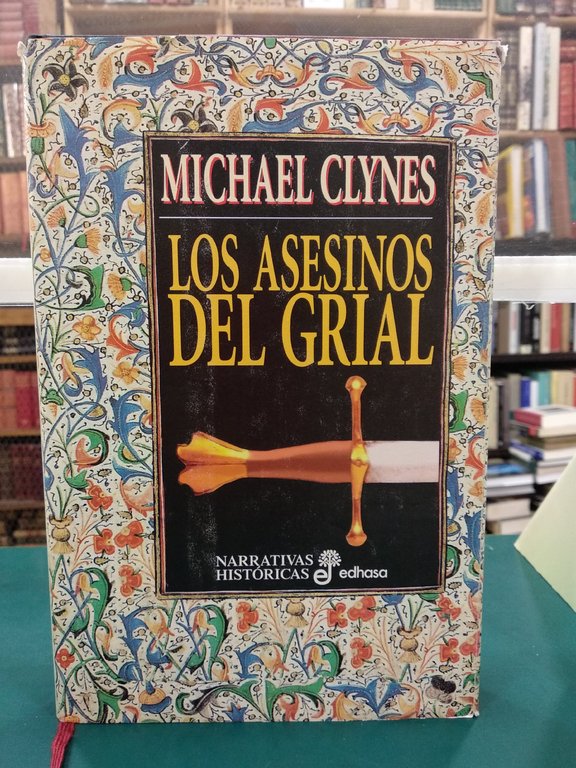 MICHAEL CLYNES
LOS ASESINOS
DEL GRIAL
NARRATIVAS
HISTÓRICAS edhasa